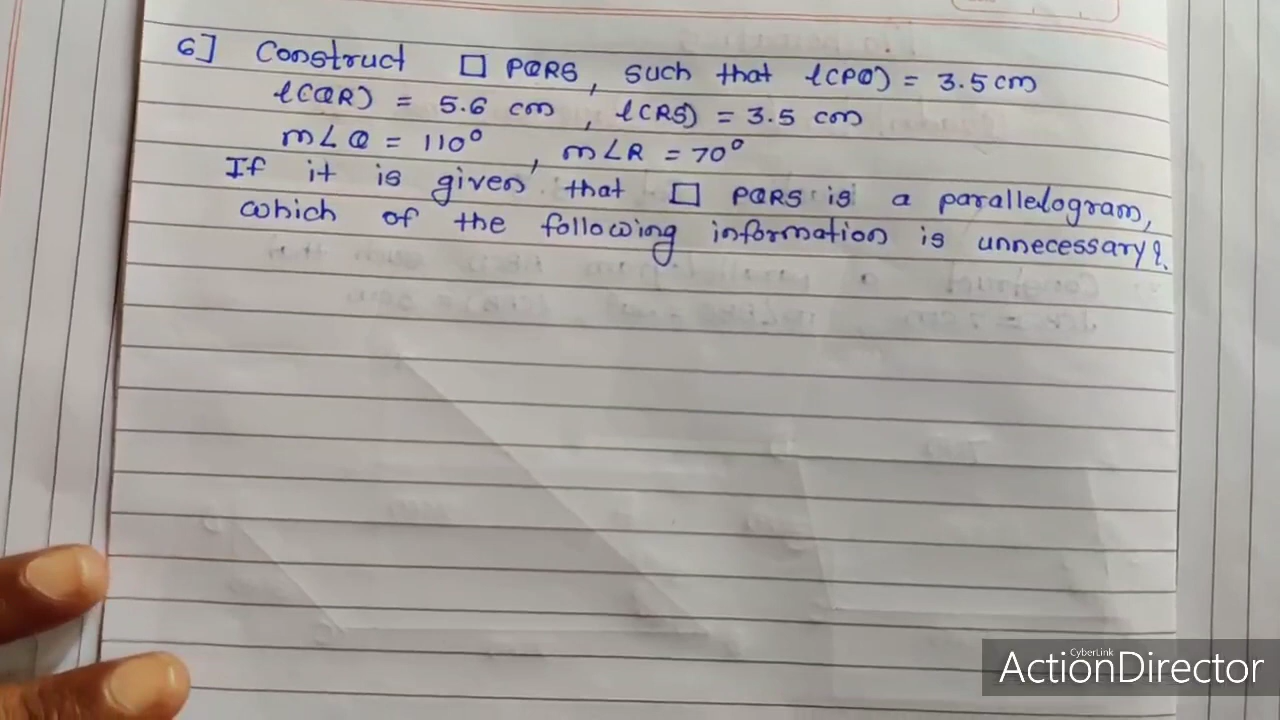 6] Construct □ PQRS, such that l(PQ) = 3.5 cm
l(QR) = 5.6 cm, l(RS) = 3.5 cm
m∠Q = 110°, m∠R = 70°
If it is given that □ PQRS is a parallelogram,
which of the following information is unnecessary?
CyberLink
ActionDirector